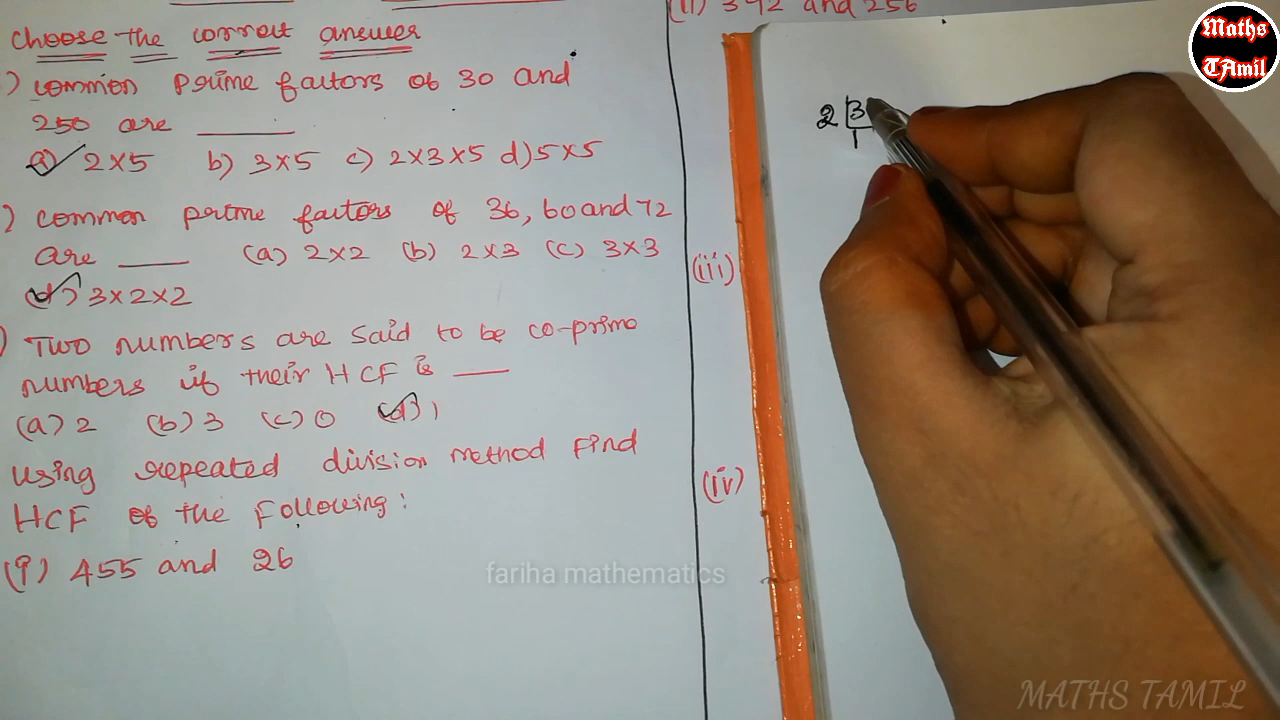 choose the correct answer
) common prime factors of 30 and
250 are ____
a) 2×5 b) 3×5 c) 2×3×5 d) 5×5
) common prime factors of 36, 60 and 72
are ____ (a) 2×2 (b) 2×3 (c) 3×3
(d) 3×2×2
) Two numbers are said to be co-prime
numbers if their HCF is ____
(a) 2 (b) 3 (c) 0 (d) 1
Using repeated division method find
HCF of the following:
(i) 455 and 26
(ii) 392 and 256
(iii)
(iv)
2 3
1
Maths
TAmil
fariha mathematics
MATHS TAMIL